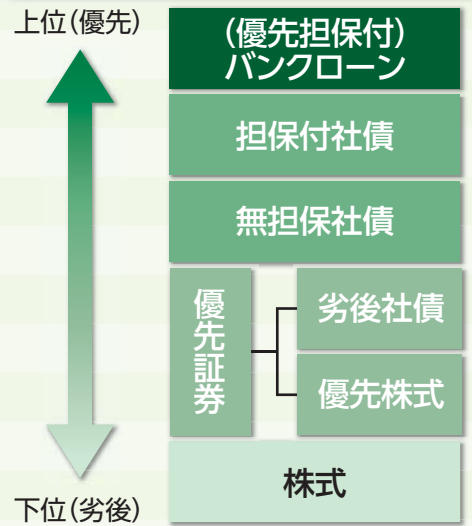 上位(優先)
(優先担保付)
バンクローン
担保付社債
無担保社債
優先証券
劣後社債
優先株式
株式
下位(劣後)